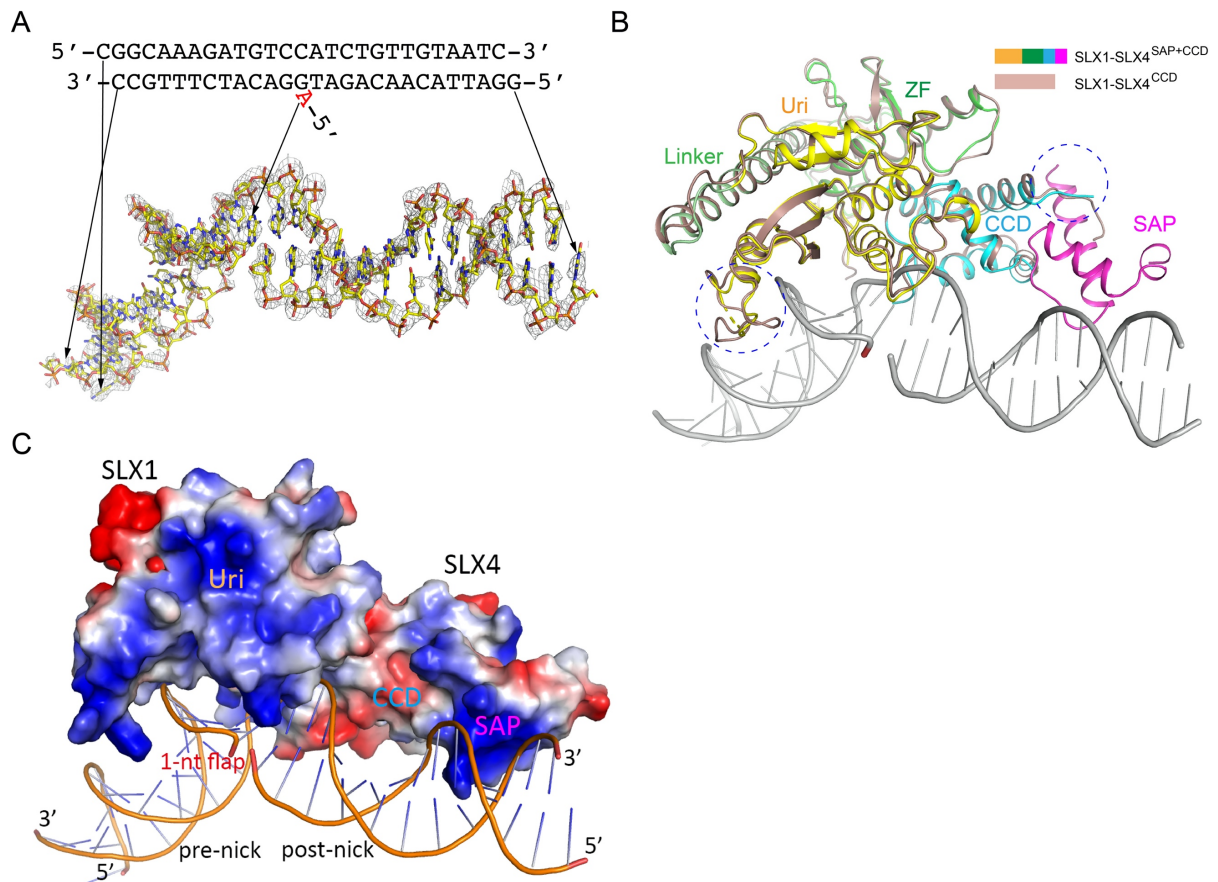 A
5′-CGGCAAAGATGTCCATCTGTTGTAATC-3′
3′-CCGTTTCTACAGGTAGACAACATTAGG-5′
A-5′
B
SLX1-SLX4SAP+CCD
SLX1-SLX4CCD
ZF
Uri
Linker
CCD
SAP
C
SLX1
SLX4
Uri
CCD
SAP
1-nt flap
3′
3′
pre-nick
post-nick
5′
5′